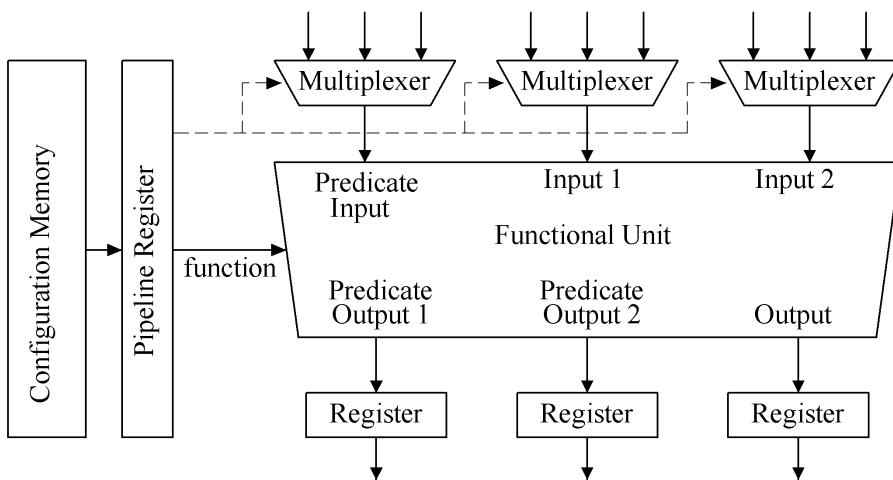 Multiplexer
Multiplexer
Multiplexer
Configuration Memory
Pipeline Register
function
Predicate
Input
Input 1
Input 2
Functional Unit
Predicate
Output 1
Predicate
Output 2
Output
Register
Register
Register